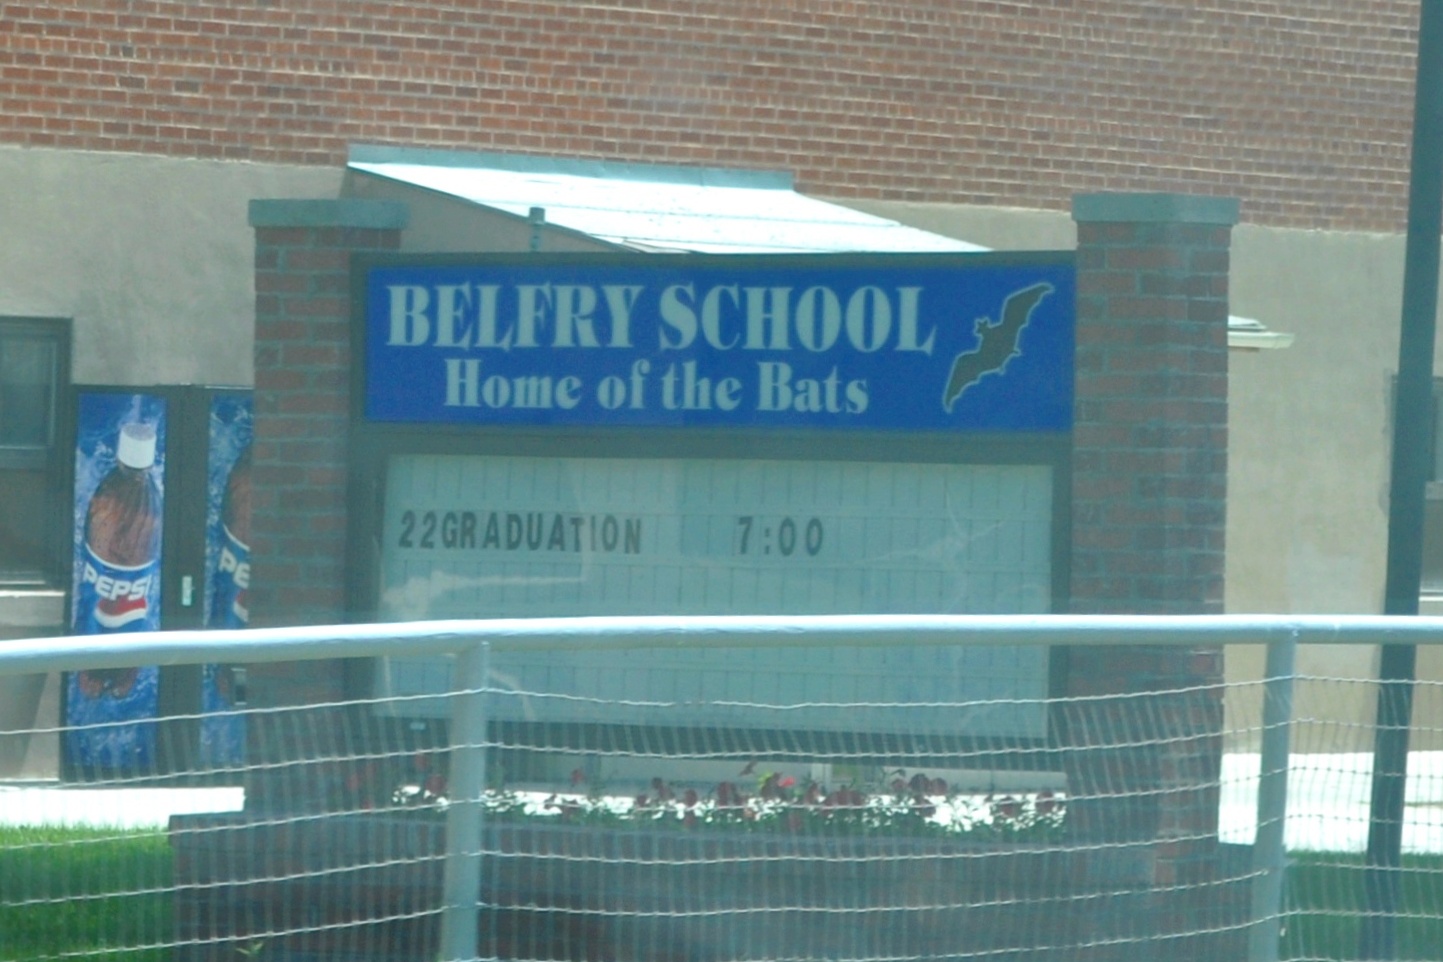 BELFRY SCHOOL
Home of the Bats
22GRADUATION 7:00
PEPSI
PE